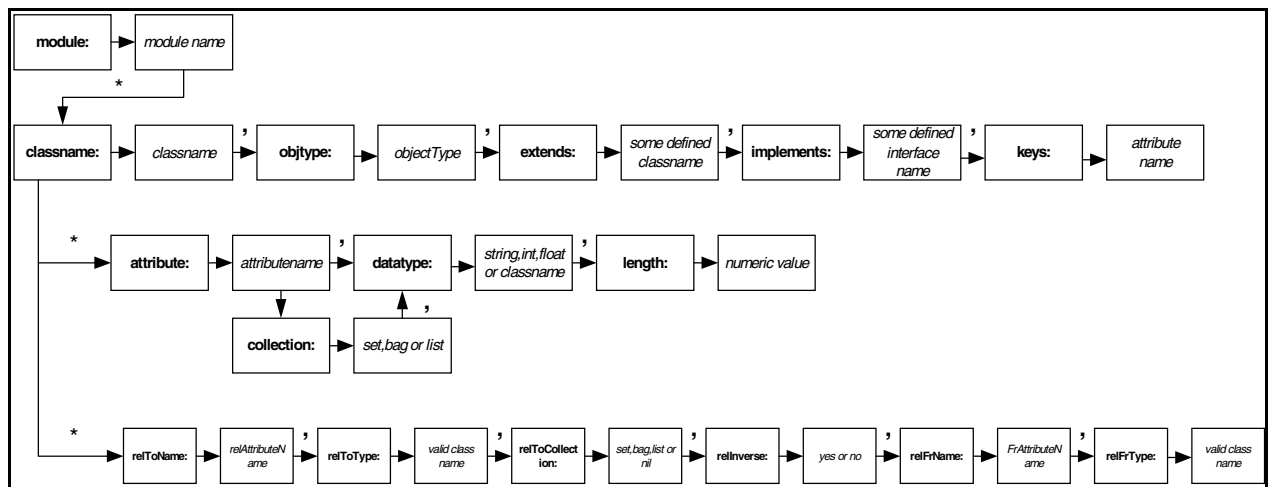 module:
module name
*
classname:
classname
,
objtype:
objectType
,
extends:
some defined
classname
,
implements:
some defined
interface
name
,
keys:
attribute
name
*
attribute:
attributename
,
datatype:
string,int,float
or classname
,
length:
numeric value
collection:
set,bag or list
,
*
relToName:
relAttributeN
ame
,
relToType:
valid class
name
,
relToCollect
ion:
set,bag,list or
nil
,
relInverse:
yes or no
,
relFrName:
FrAttributeN
ame
,
relFrType:
valid class
name